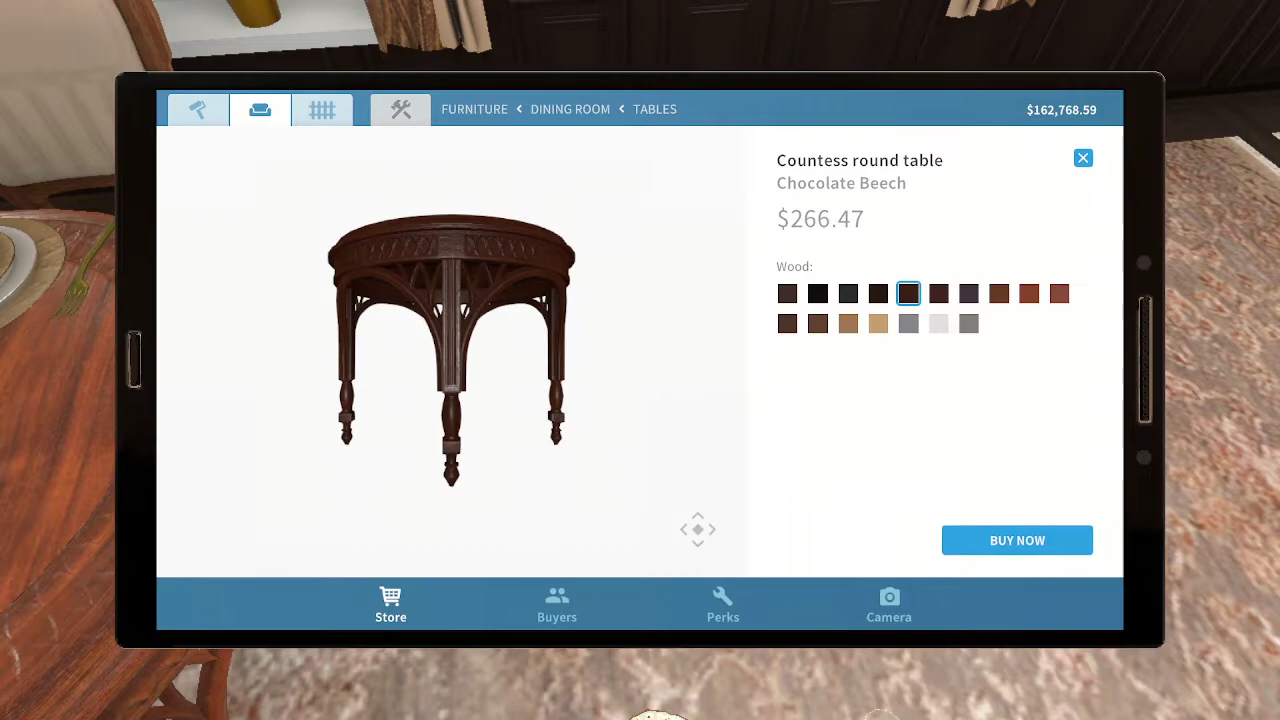 FURNITURE < DINING ROOM < TABLES
$162,768.59
Countess round table
Chocolate Beech
$266.47
Wood:
BUY NOW
Store
Buyers
Perks
Camera